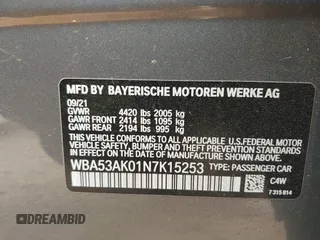 MFD BY BAYERISCHE MOTOREN WERKE AG
09/21
GVWR 4420 lbs 2005 kg
GAWR FRONT 2414 lbs 1095 kg
GAWR REAR 2194 lbs 995 kg
THIS VEHICLE CONFORMS TO ALL APPLICABLE U.S. FEDERAL MOTOR
VEHICLE SAFETY, BUMPER, AND THEFT PREVENTION STANDARDS
IN EFFECT ON THE DATE OF MANUFACTURE SHOWN ABOVE.
WBA53AK01N7K15253 TYPE: PASSENGER CAR
C4W
7 315 814
DREAMBID